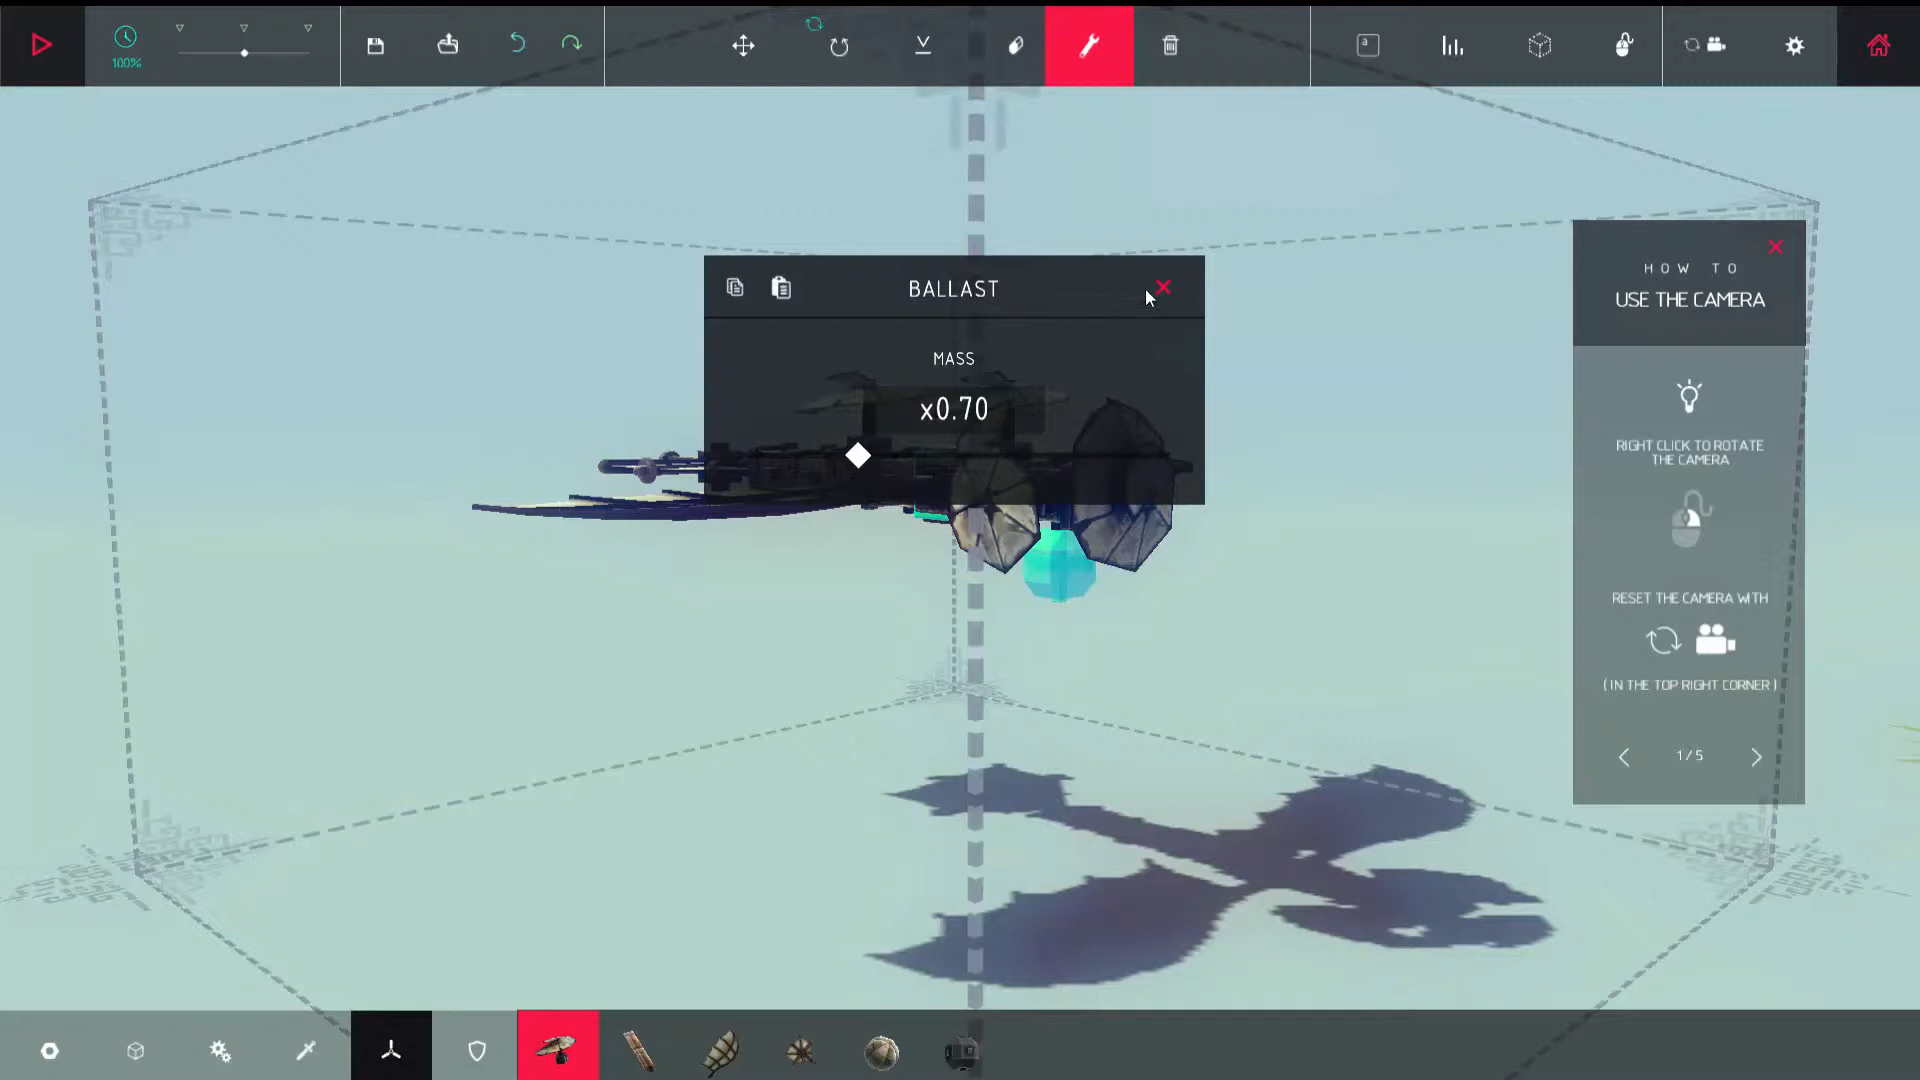 100%
a
BALLAST
MASS
x0.70
HOW TO
USE THE CAMERA
RIGHT CLICK TO ROTATE
THE CAMERA
RESET THE CAMERA WITH
( IN THE TOP RIGHT CORNER )
1/5